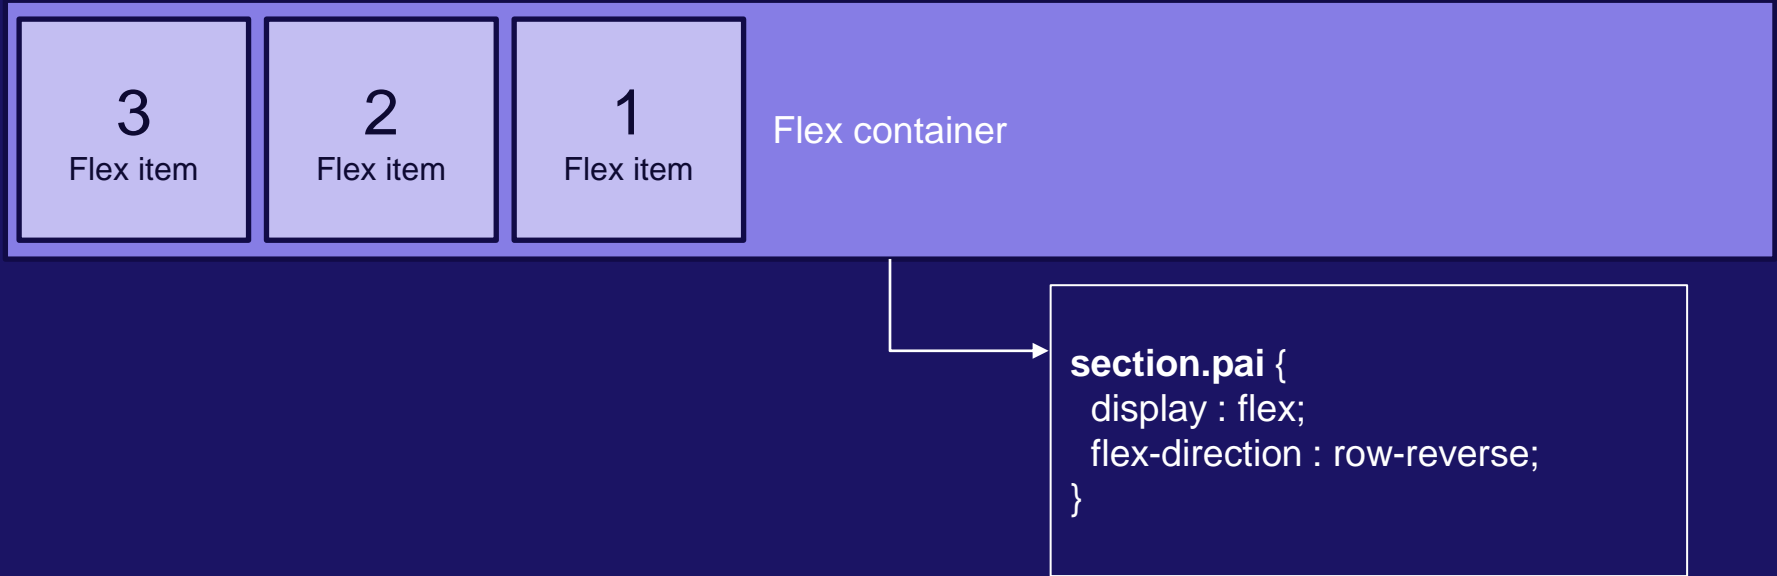 3
Flex item
2
Flex item
1
Flex item
Flex container
section.pai {
display : flex;
flex-direction : row-reverse;
}